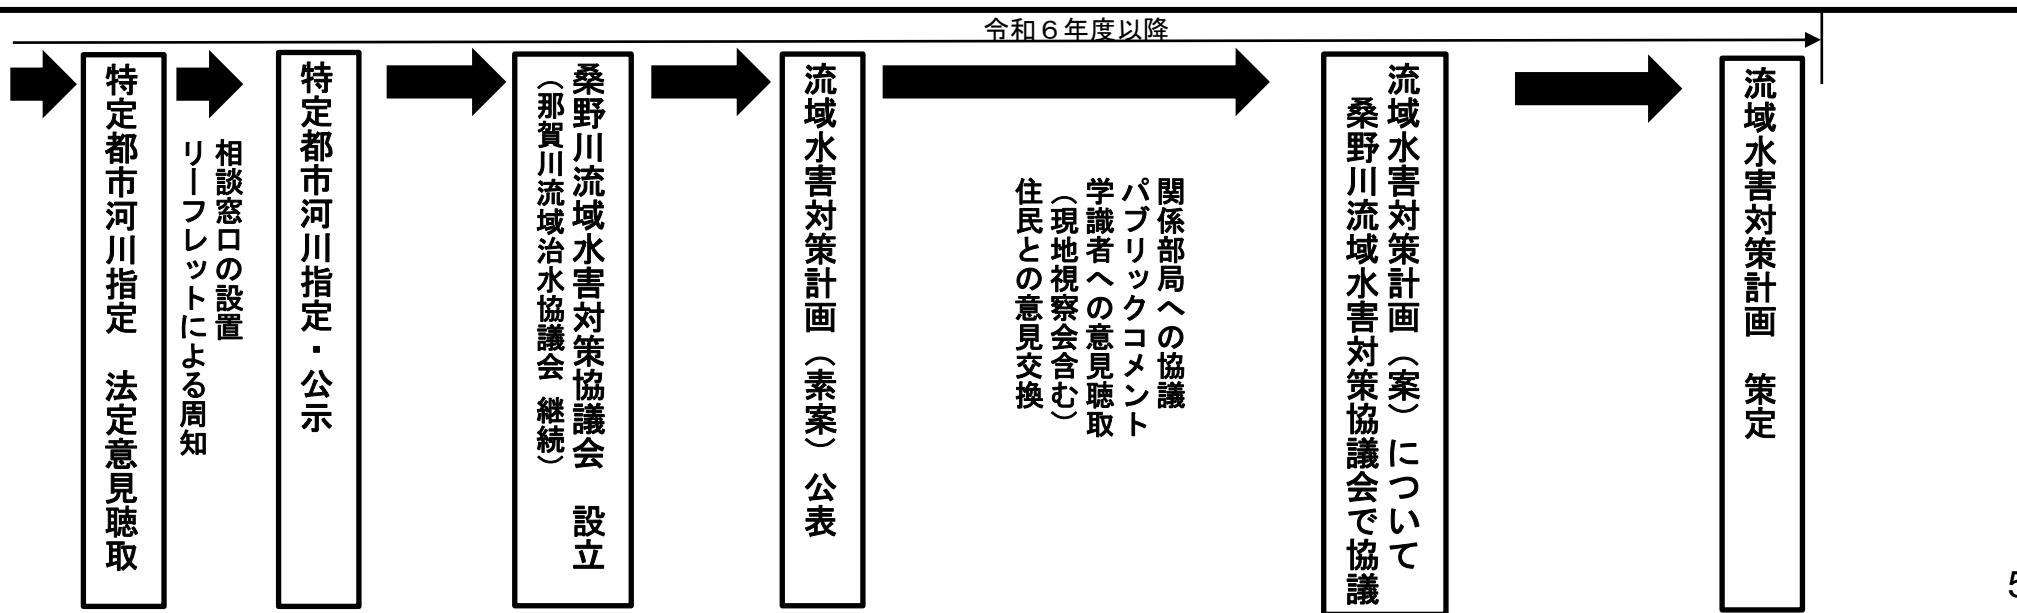 令和６年度以降
特定都市河川指定　法定意見聴取
相談窓口の設置
リーフレットによる周知
特定都市河川指定・公示
桑野川流域水害対策協議会　設立
（那賀川流域治水協議会 継続）
流域水害対策計画（素案）公表
関係部局への協議
パブリックコメント
学識者への意見聴取
（現地視察会含む）
住民との意見交換
流域水害対策計画（案）について
桑野川流域水害対策協議会で協議
流域水害対策計画　策定
5